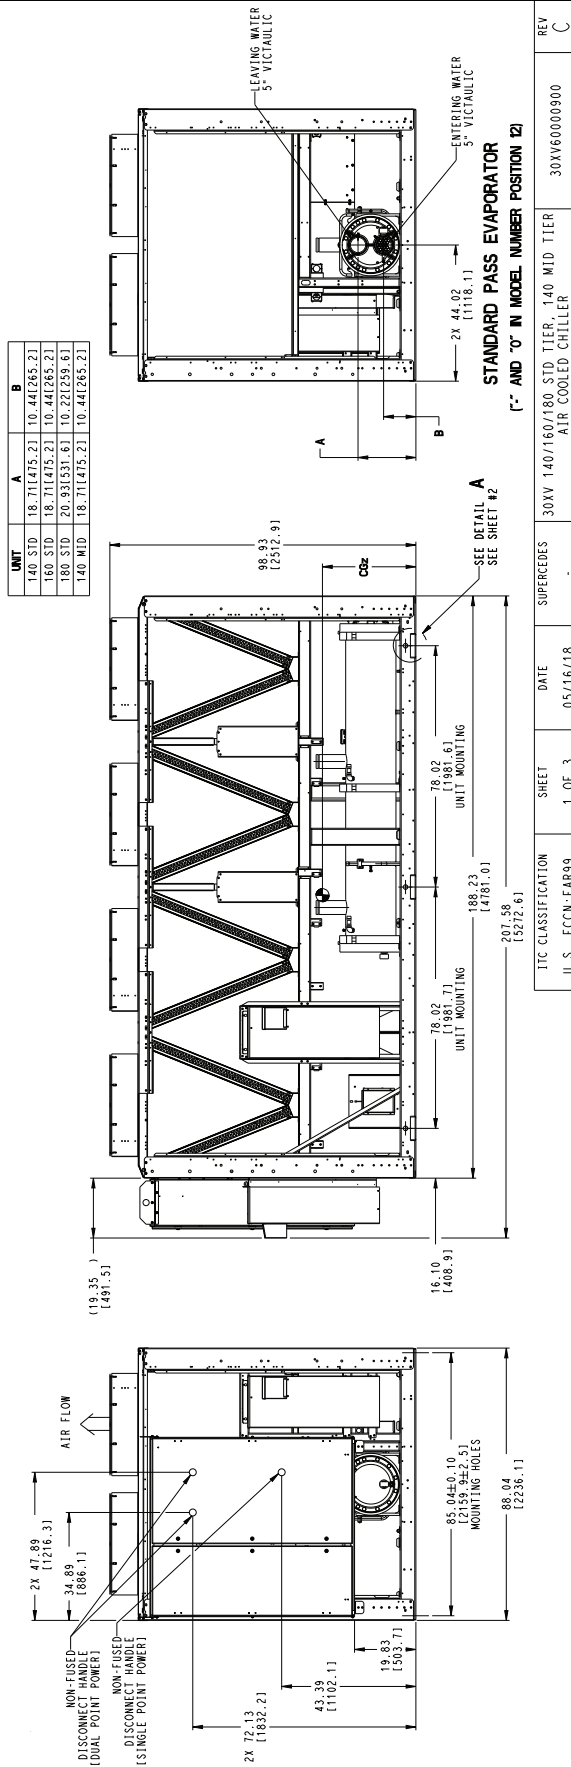 UNIT A B
140 STD 18.71[475.2] 10.44[265.2]
160 STD 18.71[475.2] 10.44[265.2]
180 STD 20.93[531.6] 10.22[259.6]
140 MID 18.71[475.2] 10.44[265.2]
NON-FUSED
DISCONNECT HANDLE
[DUAL POINT POWER]
NON-FUSED
DISCONNECT HANDLE
[SINGLE POINT POWER]
2X 47.89
[1216.3]
34.89
[886.1]
AIR FLOW
2X 72.13
[1832.2]
43.39
[1102.1]
19.83
[503.7]
85.04±0.10
[2159.9±2.5]
MOUNTING HOLES
88.04
[2236.1]
(19.35 )
[491.5]
16.10
[408.9]
98.93
[2512.9]
CGz
SEE DETAIL A
SEE SHEET #2
78.02
[1981.7]
UNIT MOUNTING
78.02
[1981.6]
UNIT MOUNTING
188.23
[4781.0]
207.58
[5272.6]
LEAVING WATER
5" VICTAULIC
ENTERING WATER
5" VICTAULIC
2X 44.02
[1118.1]
A
B
STANDARD PASS EVAPORATOR
("-" AND "0" IN MODEL NUMBER POSITION 12)
ITC CLASSIFICATION SHEET DATE SUPERCEDES 30XV 140/160/180 STD TIER, 140 MID TIER
AIR COOLED CHILLER
30XV60000900 REV
C
U.S. ECCN:EAR99 1 OF 3 05/16/18 -